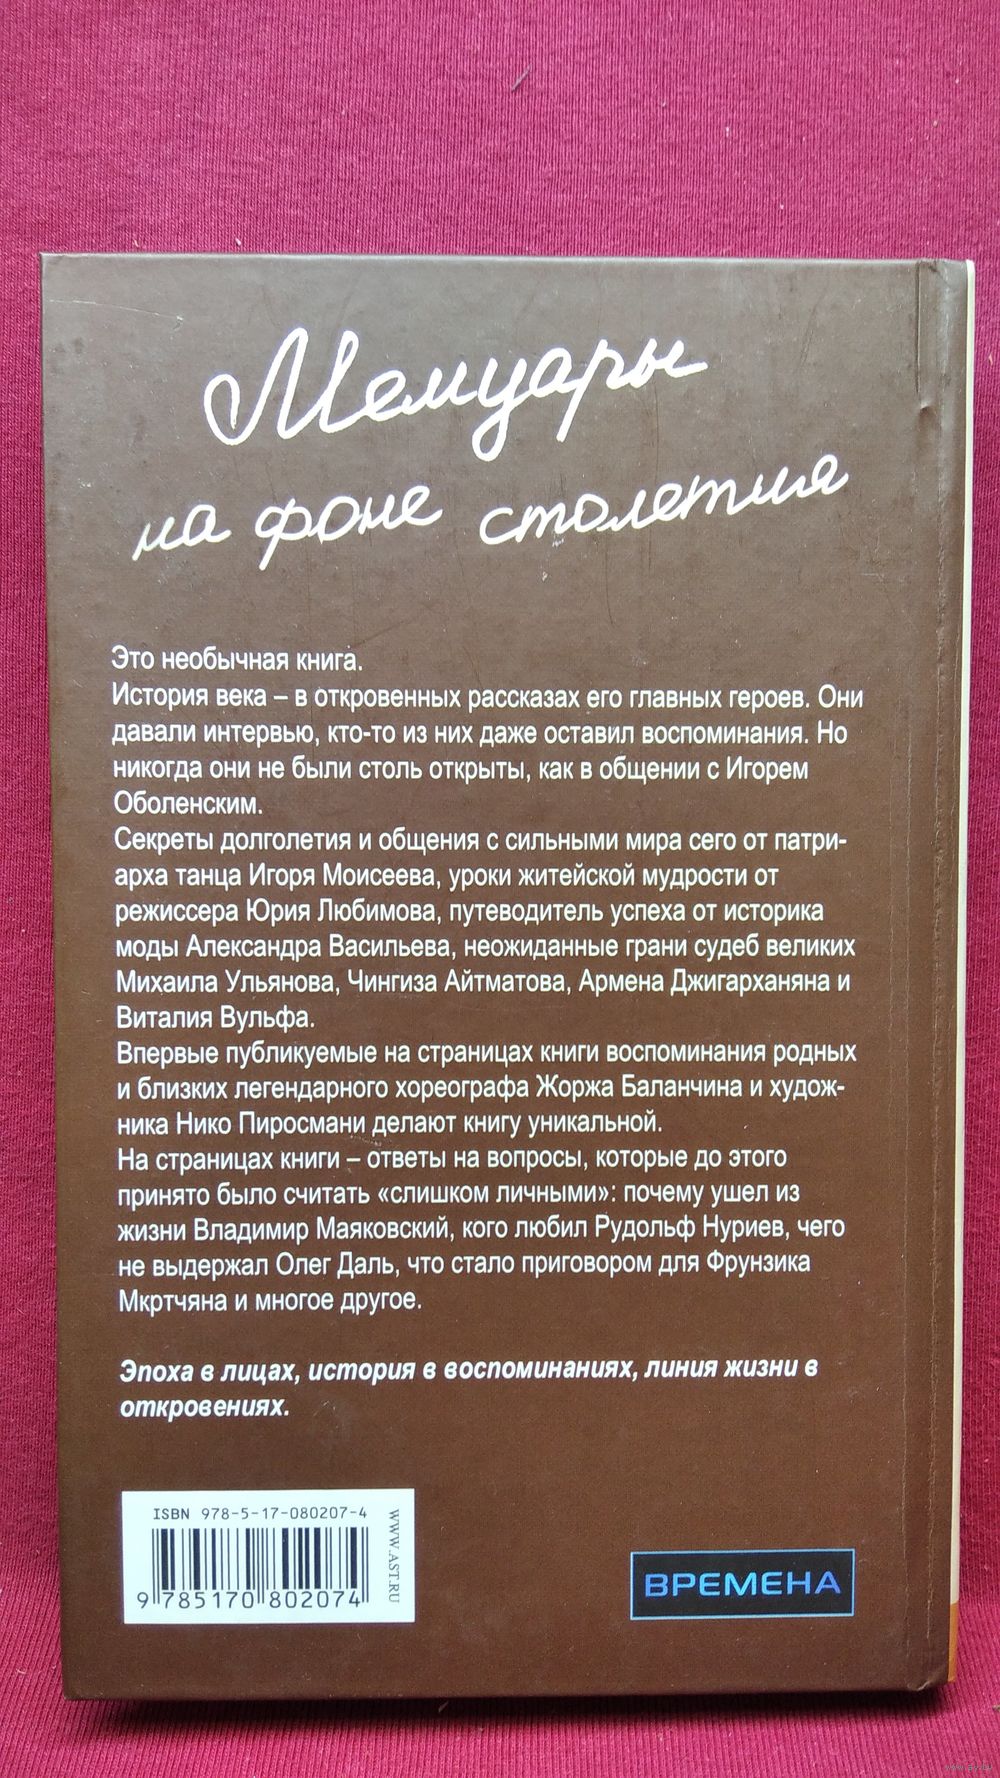 Мемуары
на фоне столетия
Это необычная книга.
История века – в откровенных рассказах его главных героев. Они
давали интервью, кто-то из них даже оставил воспоминания. Но
никогда они не были столь открыты, как в общении с Игорем
Оболенским.
Секреты долголетия и общения с сильными мира сего от патри-
арха танца Игоря Моисеева, уроки житейской мудрости от
режиссера Юрия Любимова, путеводитель успеха от историка
моды Александра Васильева, неожиданные грани судеб великих
Михаила Ульянова, Чингиза Айтматова, Армена Джигарханяна и
Виталия Вульфа.
Впервые публикуемые на страницах книги воспоминания родных
и близких легендарного хореографа Жоржа Баланчина и худож-
ника Нико Пиросмани делают книгу уникальной.
На страницах книги – ответы на вопросы, которые до этого
принято было считать «слишком личными»: почему ушел из
жизни Владимир Маяковский, кого любил Рудольф Нуриев, чего
не выдержал Олег Даль, что стало приговором для Фрунзика
Мкртчяна и многое другое.
Эпоха в лицах, история в воспоминаниях, линия жизни в
откровениях.
ISBN 978-5-17-080207-4
9 785170 802074
WWW.AST.RU
ВРЕМЕНА